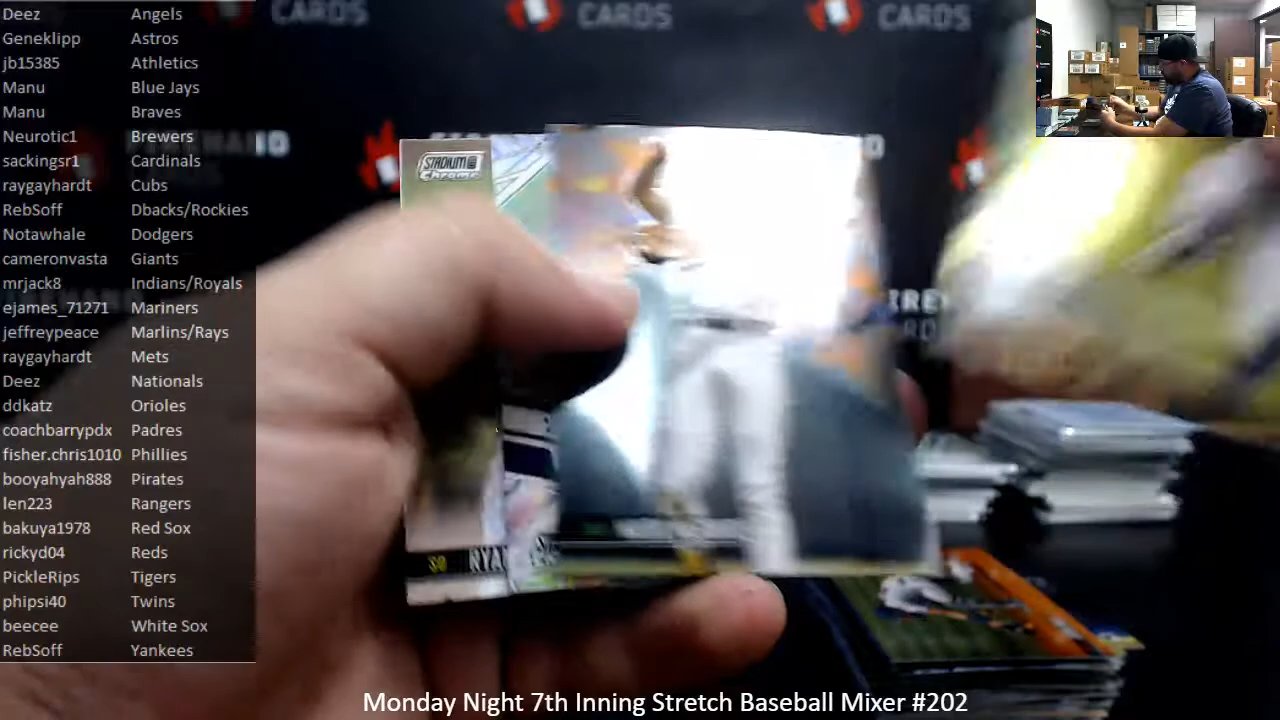 Deez Angels
Geneklipp Astros
jb15385 Athletics
Manu Blue Jays
Manu Braves
Neurotic1 Brewers
sackingsr1 Cardinals
raygayhardt Cubs
RebSoff Dbacks/Rockies
Notawhale Dodgers
cameronvasta Giants
mrjack8 Indians/Royals
ejames_71271 Mariners
jeffreypeace Marlins/Rays
raygayhardt Mets
Deez Nationals
ddkatz Orioles
coachbarrypdx Padres
fisher.chris1010 Phillies
booyahyah888 Pirates
len223 Rangers
bakuya1978 Red Sox
rickyd04 Reds
PickleRips Tigers
phipsi40 Twins
beecee White Sox
RebSoff Yankees
CARDS
CARDS
CARDS
STADIUM
Chrome
RYA
Monday Night 7th Inning Stretch Baseball Mixer #202